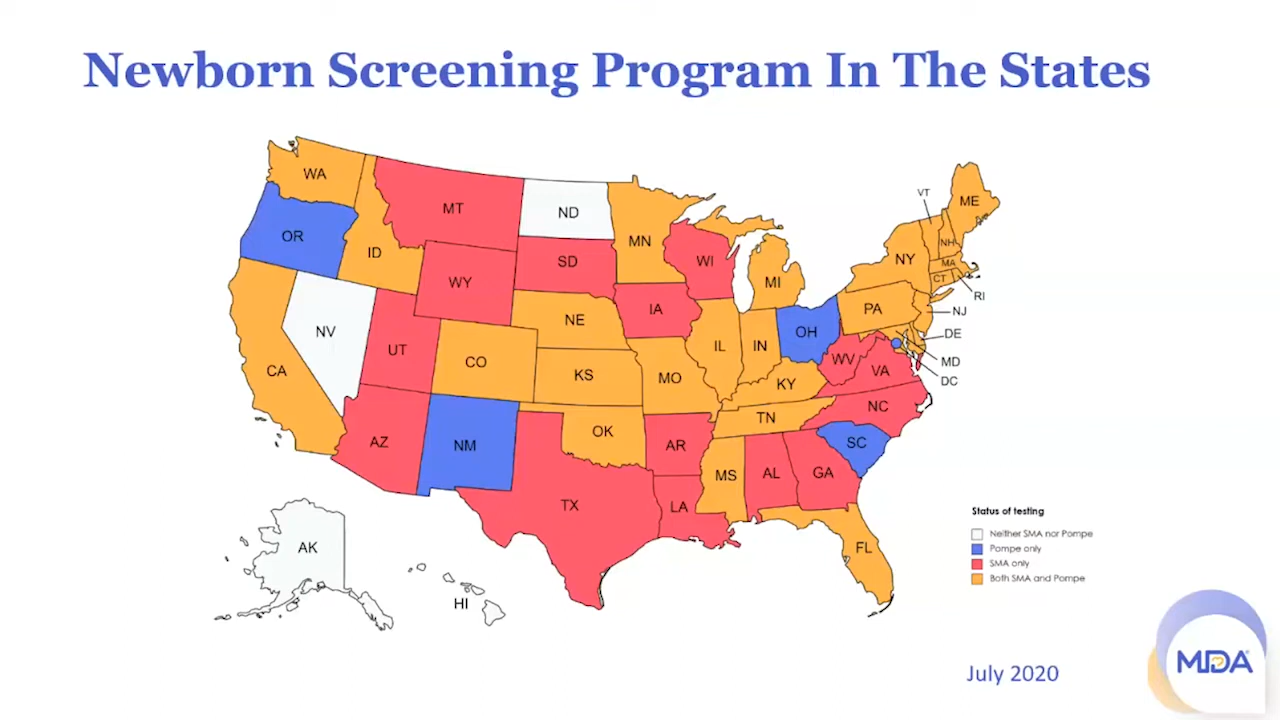 Newborn Screening Program In The States
WA
MT
ND
OR
ID
MN
VT
ME
NH
NY
MA
CT
RI
WY
SD
WI
MI
NV
UT
CO
NE
IA
IL
IN
OH
PA
NJ
DE
MD
DC
CA
KS
MO
KY
WV
VA
AZ
NM
OK
AR
TN
NC
SC
TX
LA
MS
AL
GA
FL
AK
HI
Status of testing
Neither SMA nor Pompe
Pompe only
SMA only
Both SMA and Pompe
July 2020
MDA